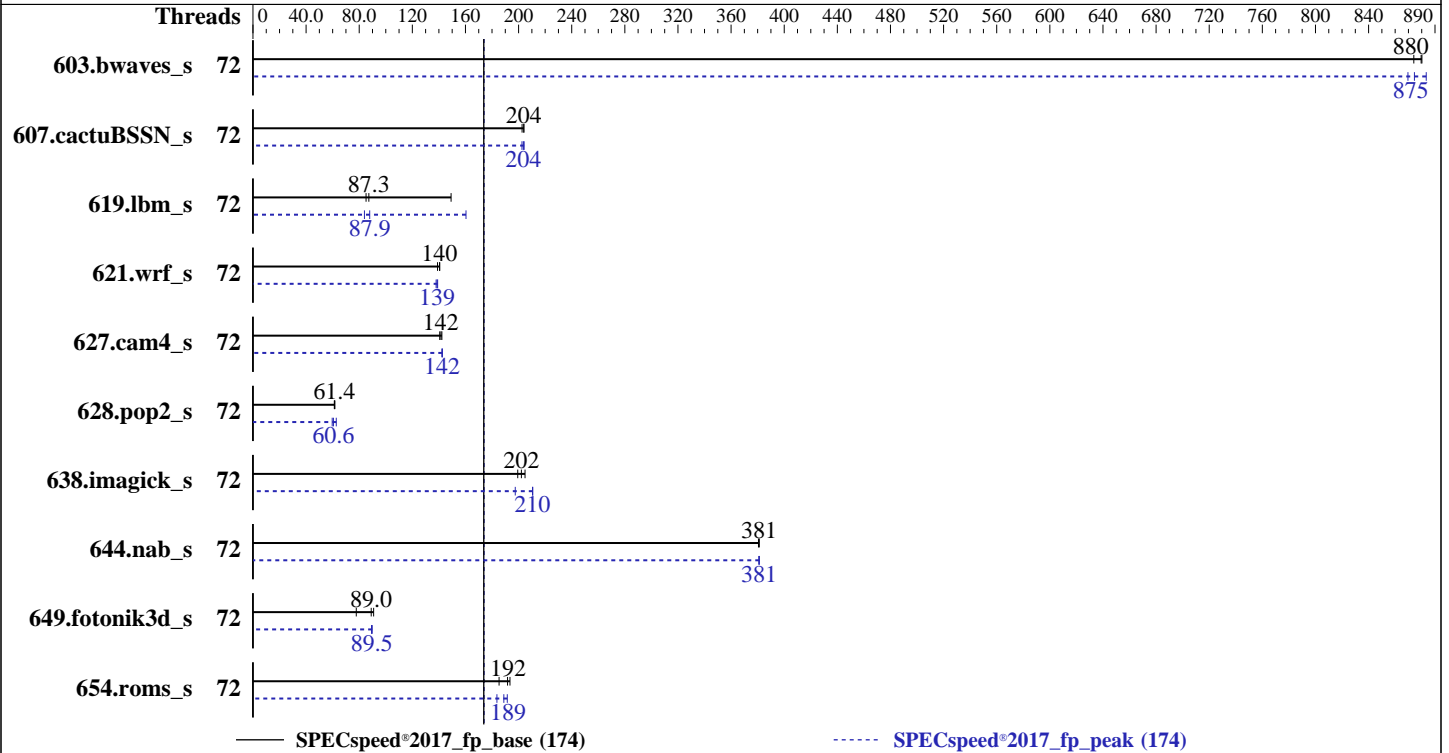 Threads 0 40.0 80.0 120 160 200 240 280 320 360 400 440 480 520 560 600 640 680 720 760 800 840 890
880
603.bwaves_s 72
875
204
607.cactuBSSN_s 72
204
87.3
619.lbm_s 72
87.9
140
621.wrf_s 72
139
142
627.cam4_s 72
142
61.4
628.pop2_s 72
60.6
202
638.imagick_s 72
210
381
644.nab_s 72
381
89.0
649.fotonik3d_s 72
89.5
192
654.roms_s 72
189
SPECspeed®2017_fp_base (174) SPECspeed®2017_fp_peak (174)